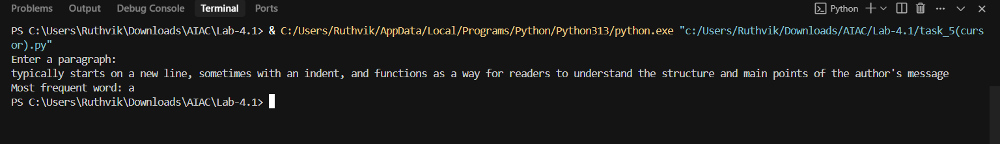 Problems Output Debug Console Terminal Ports Python
PS C:\Users\Ruthvik\Downloads\AIAC\Lab-4.1> & C:/Users/Ruthvik/AppData/Local/Programs/Python/Python313/python.exe "c:/Users/Ruthvik/Downloads/AIAC/Lab-4.1/task_5(curs
or).py"
Enter a paragraph:
typically starts on a new line, sometimes with an indent, and functions as a way for readers to understand the structure and main points of the author's message
Most frequent word: a
PS C:\Users\Ruthvik\Downloads\AIAC\Lab-4.1>